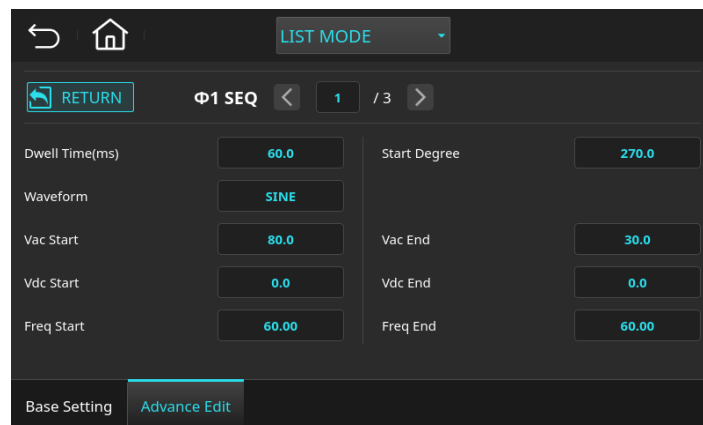 LIST MODE
RETURN Φ1 SEQ 1 / 3
Dwell Time(ms) 60.0 Start Degree 270.0
Waveform SINE
Vac Start 80.0 Vac End 30.0
Vdc Start 0.0 Vdc End 0.0
Freq Start 60.00 Freq End 60.00
Base Setting Advance Edit